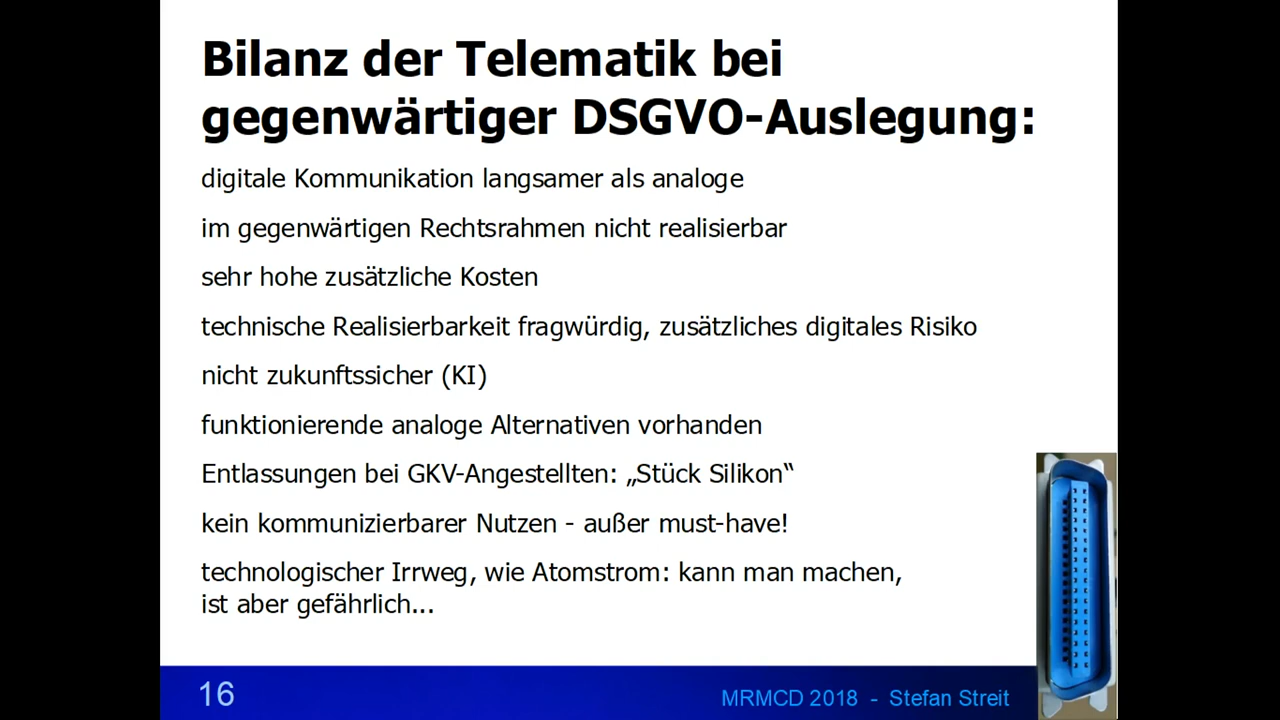 Bilanz der Telematik bei
gegenwärtiger DSGVO-Auslegung:
digitale Kommunikation langsamer als analoge
im gegenwärtigen Rechtsrahmen nicht realisierbar
sehr hohe zusätzliche Kosten
technische Realisierbarkeit fragwürdig, zusätzliches digitales Risiko
nicht zukunftssicher (KI)
funktionierende analoge Alternativen vorhanden
Entlassungen bei GKV-Angestellten: „Stück Silikon“
kein kommunizierbarer Nutzen - außer must-have!
technologischer Irrweg, wie Atomstrom: kann man machen,
ist aber gefährlich...
16
MRMCD 2018 - Stefan Streit